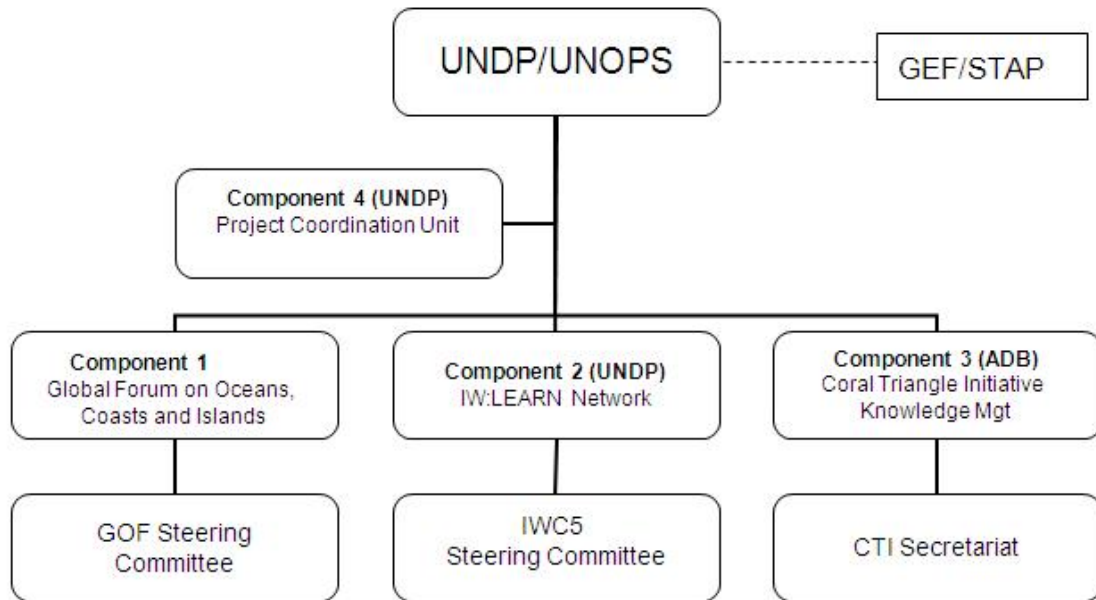 UNDP/UNOPS
GEF/STAP
Component 4 (UNDP)
Project Coordination Unit
Component 1
Global Forum on Oceans,
Coasts and Islands
Component 2 (UNDP)
IW:LEARN Network
Component 3 (ADB)
Coral Triangle Initiative
Knowledge Mgt
GOF Steering
Committee
IWC5
Steering Committee
CTI Secretariat